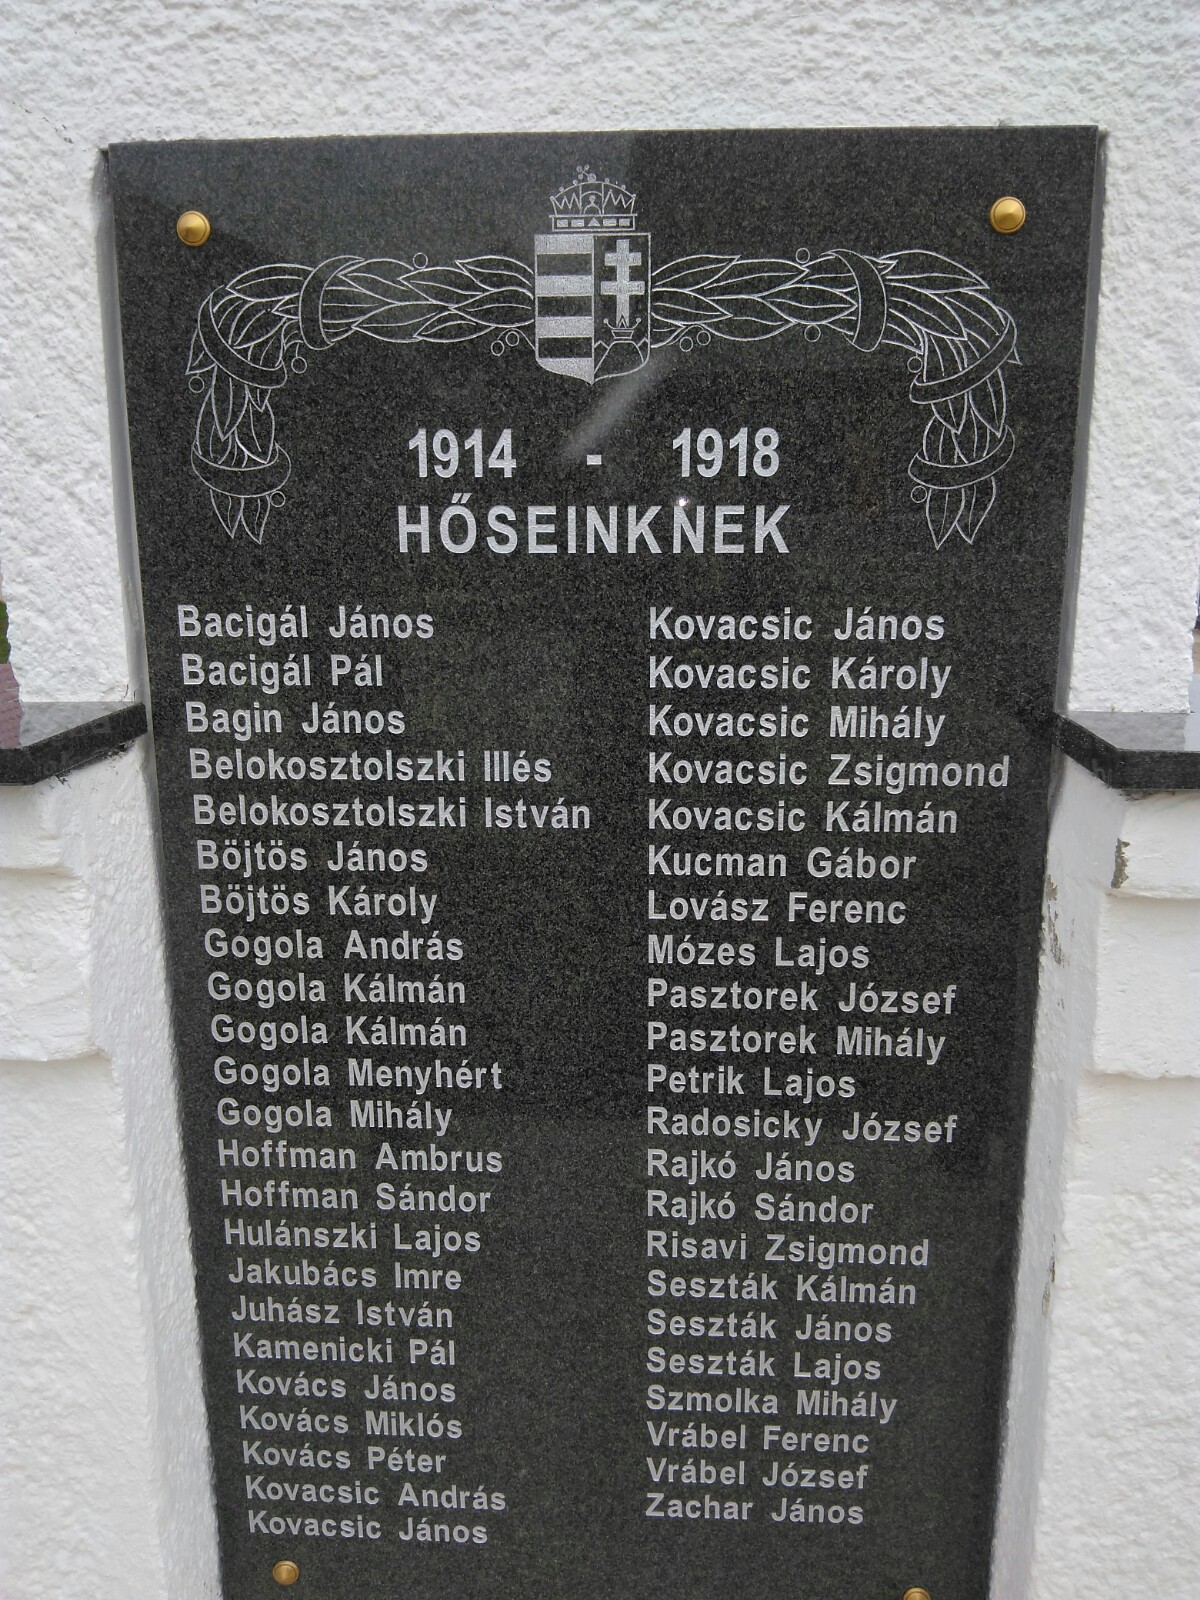 1914 - 1918
HŐSEINKNEK
Bacigál János
Bacigál Pál
Bagin János
Belokosztolszki Illés
Belokosztolszki István
Böjtös János
Böjtös Károly
Gogola András
Gogola Kálmán
Gogola Kálmán
Gogola Menyhért
Gogola Mihály
Hoffman Ambrus
Hoffman Sándor
Hulánszki Lajos
Jakubács Imre
Juhász István
Kamenicki Pál
Kovács János
Kovács Miklós
Kovács Péter
Kovacsic András
Kovacsic János
Kovacsic János
Kovacsic Károly
Kovacsic Mihály
Kovacsic Zsigmond
Kovacsic Kálmán
Kucman Gábor
Lovász Ferenc
Mózes Lajos
Pasztorek József
Pasztorek Mihály
Petrik Lajos
Radosicky József
Rajkó János
Rajkó Sándor
Risavi Zsigmond
Seszták Kálmán
Seszták János
Seszták Lajos
Szmolka Mihály
Vrábel Ferenc
Vrábel József
Zachar János